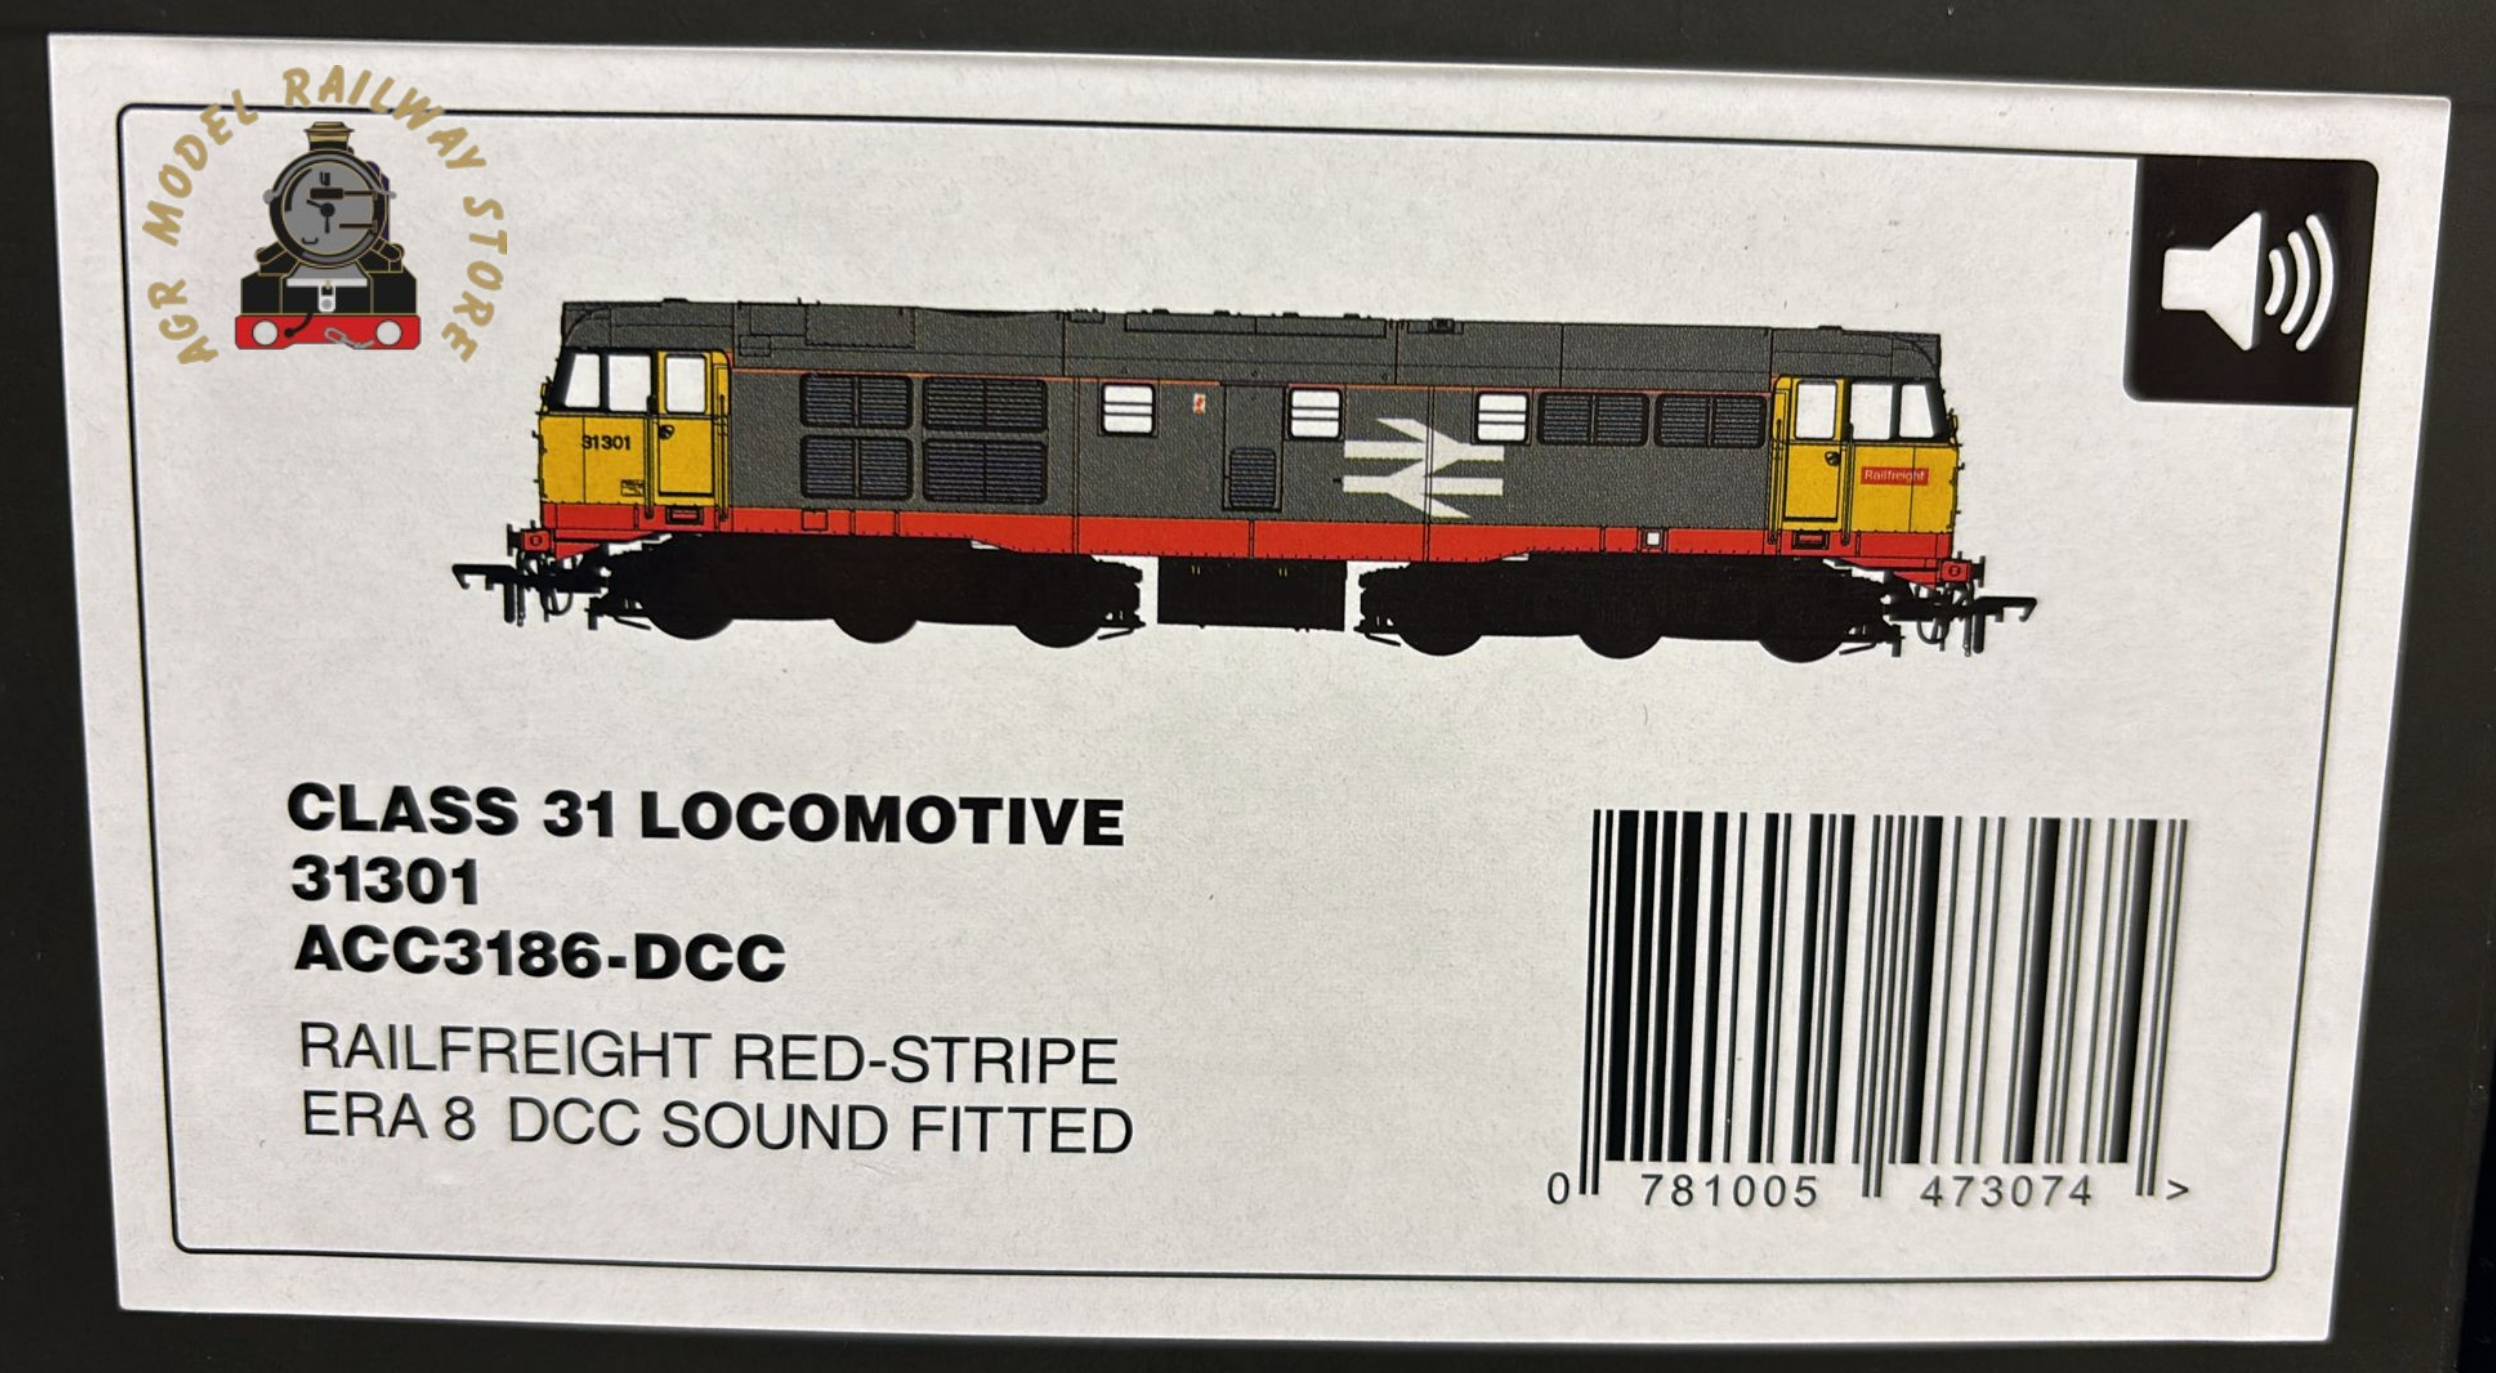 AGR MODEL RAILWAY STORE
31301
Railfreight
CLASS 31 LOCOMOTIVE
31301
ACC3186-DCC
RAILFREIGHT RED-STRIPE
ERA 8 DCC SOUND FITTED
0 781005 473074 >